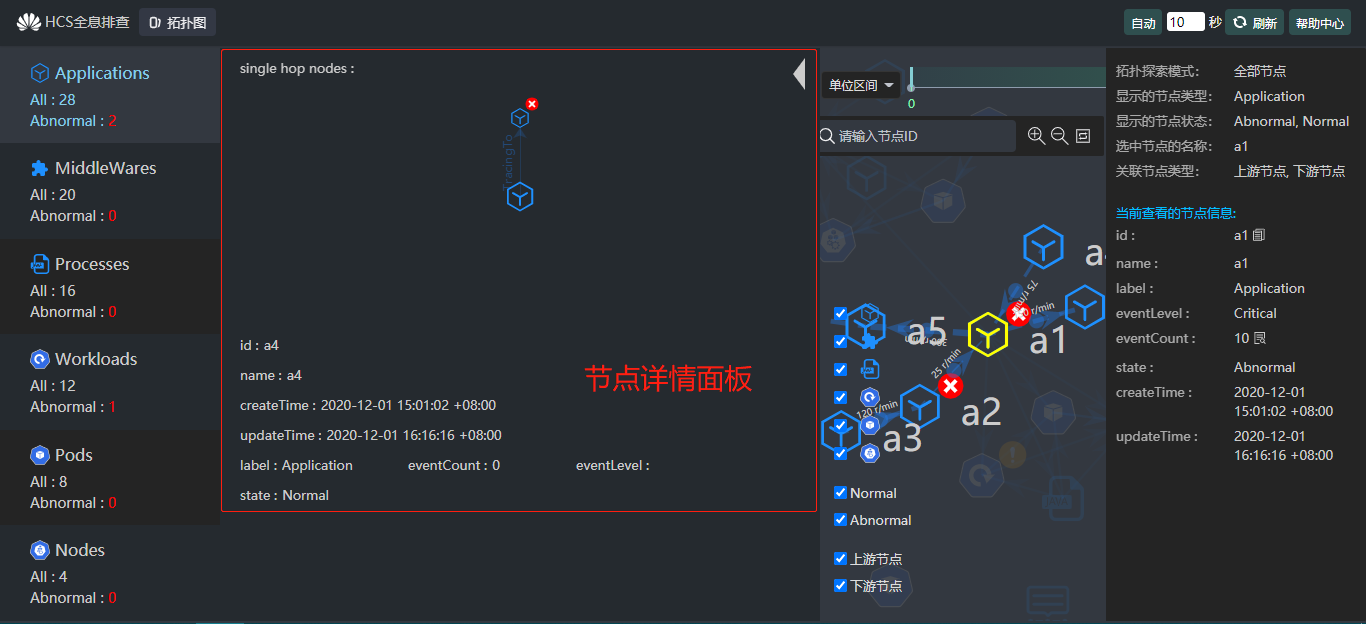 HCS全息排查
拓扑图
自动
10
秒
刷新
帮助中心
Applications
All : 28
Abnormal : 2
MiddleWares
All : 20
Abnormal : 0
Processes
All : 16
Abnormal : 0
Workloads
All : 12
Abnormal : 1
Pods
All : 8
Abnormal : 0
Nodes
All : 4
Abnormal : 0
single hop nodes :
TracingTo
id : a4
name : a4
createTime : 2020-12-01 15:01:02 +08:00
updateTime : 2020-12-01 16:16:16 +08:00
label : Application
eventCount : 0
eventLevel :
state : Normal
节点详情面板
单位区间
0
请输入节点ID
a5
a1
a2
a3
25 r/min
120 r/min
Normal
Abnormal
上游节点
下游节点
拓扑探索模式: 全部节点
显示的节点类型: Application
显示的节点状态: Abnormal, Normal
选中节点的名称: a1
关联节点类型: 上游节点, 下游节点
当前查看的节点信息:
id : a1
name : a1
label : Application
eventLevel : Critical
eventCount : 10
state : Abnormal
createTime : 2020-12-01
15:01:02 +08:00
updateTime : 2020-12-01
16:16:16 +08:00